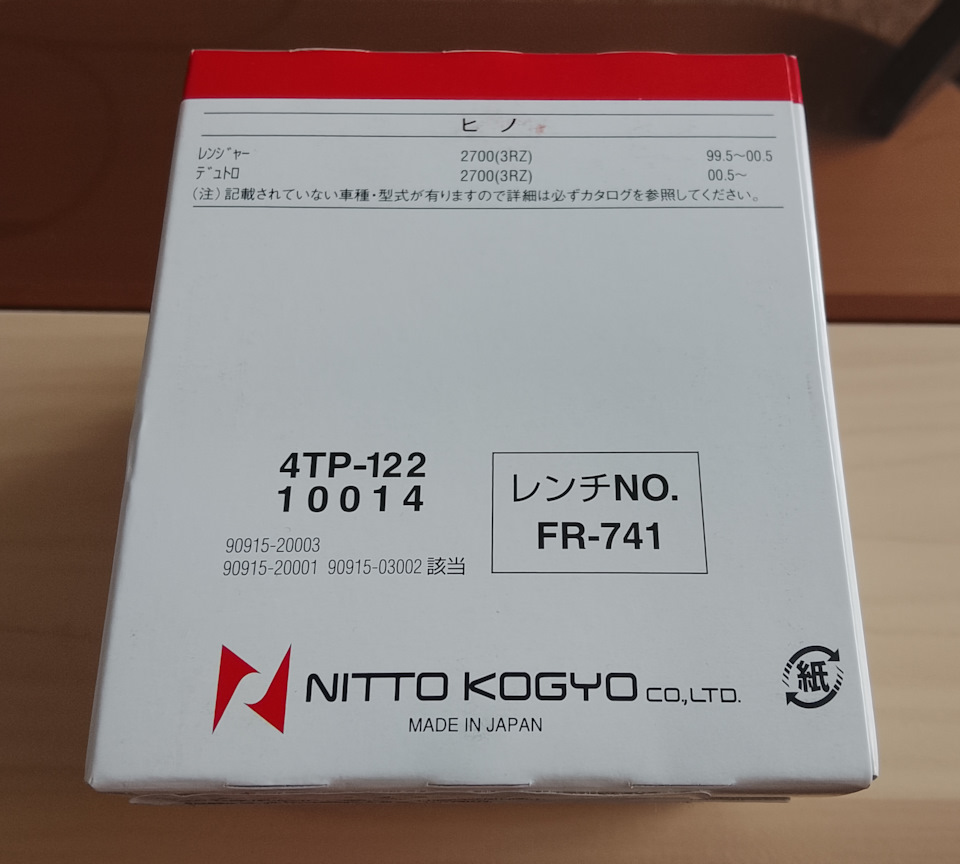 ヒノ
ﾚﾝｼﾞｬｰ 2700(3RZ) 99.5～00.5
ﾃﾞｭﾄﾛ 2700(3RZ) 00.5～
（注）記載されていない車種・型式が有りますので詳細は必ずカタログを参照してください。
4TP-122
10014
レンチNO.
FR-741
90915-20003
90915-20001 90915-03002 該当
NITTO KOGYO CO.,LTD.
MADE IN JAPAN
紙